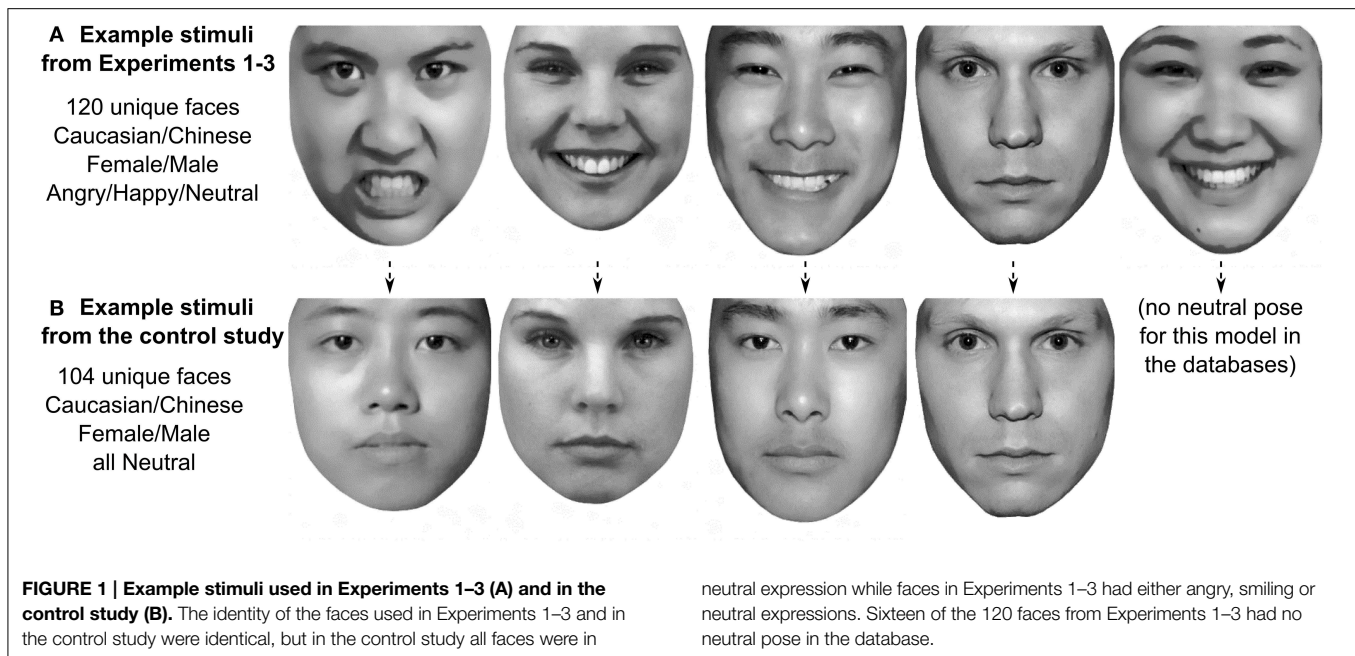 A Example stimuli
from Experiments 1-3
120 unique faces
Caucasian/Chinese
Female/Male
Angry/Happy/Neutral
B Example stimuli
from the control study
104 unique faces
Caucasian/Chinese
Female/Male
all Neutral
(no neutral pose
for this model in
the databases)
FIGURE 1 | Example stimuli used in Experiments 1–3 (A) and in the
control study (B). The identity of the faces used in Experiments 1–3 and in
the control study were identical, but in the control study all faces were in
neutral expression while faces in Experiments 1–3 had either angry, smiling or
neutral expressions. Sixteen of the 120 faces from Experiments 1–3 had no
neutral pose in the database.